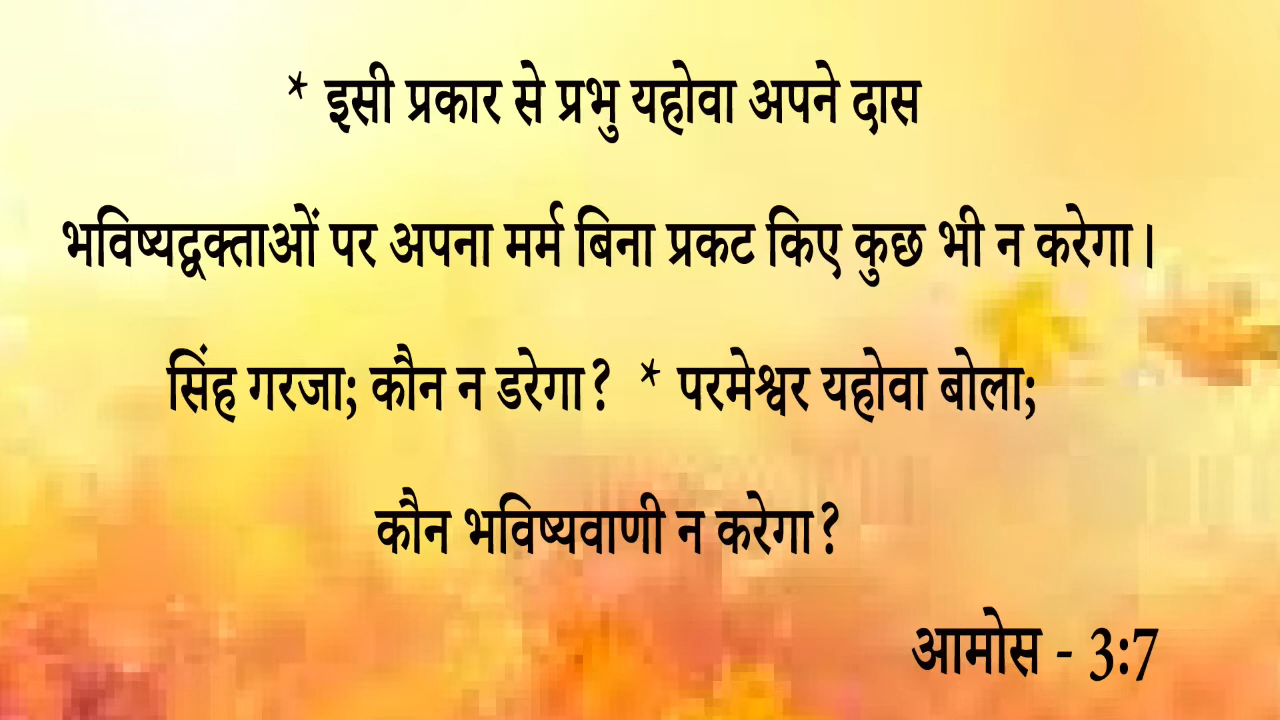 * इसी प्रकार से प्रभु यहोवा अपने दास
भविष्यद्वक्ताओं पर अपना मर्म बिना प्रकट किए कुछ भी न करेगा।
सिंह गरजा; कौन न डरेगा? * परमेश्वर यहोवा बोला;
कौन भविष्यवाणी न करेगा?
आमोस - 3:7